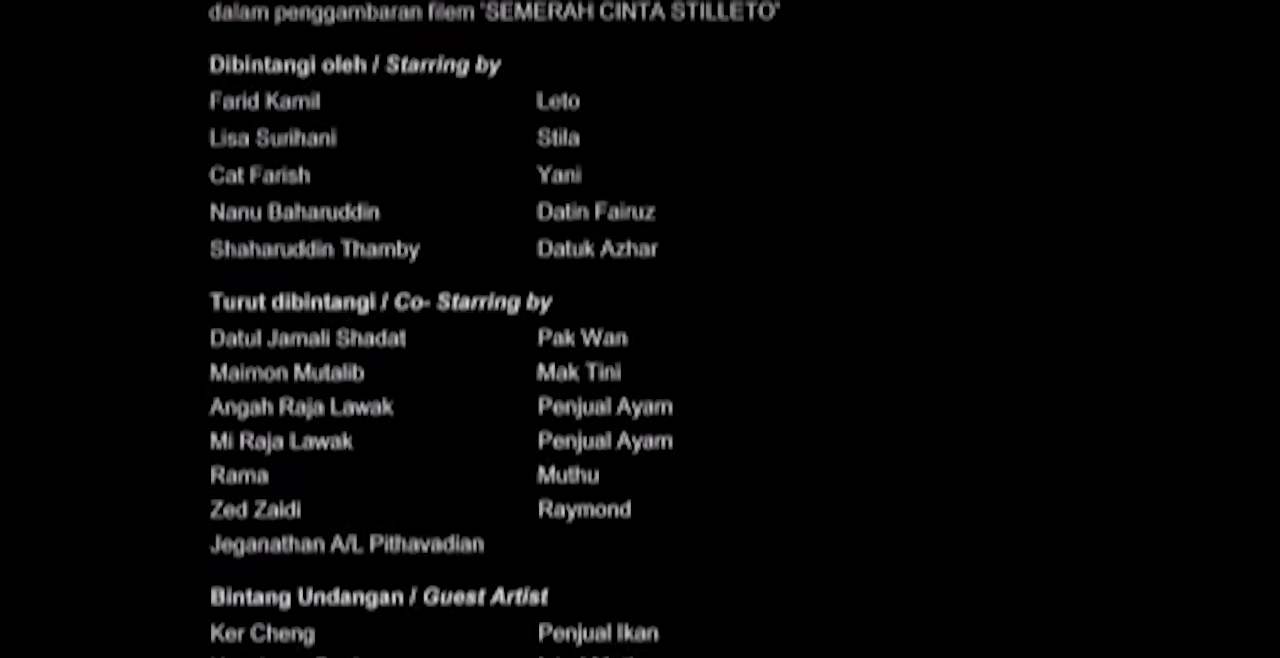 dalam penggambaran filem 'SEMERAH CINTA STILLETO'
Dibintangi oleh / Starring by
Farid Kamil Leto
Lisa Surihani Stila
Cat Farish Yani
Nanu Baharuddin Datin Fairuz
Shaharuddin Thamby Datuk Azhar
Turut dibintangi / Co- Starring by
Datul Jamali Shadat Pak Wan
Maimon Mutalib Mak Tini
Angah Raja Lawak Penjual Ayam
Mi Raja Lawak Penjual Ayam
Rama Muthu
Zed Zaidi Raymond
Jeganathan A/L Pithavadian
Bintang Undangan / Guest Artist
Ker Cheng Penjual Ikan